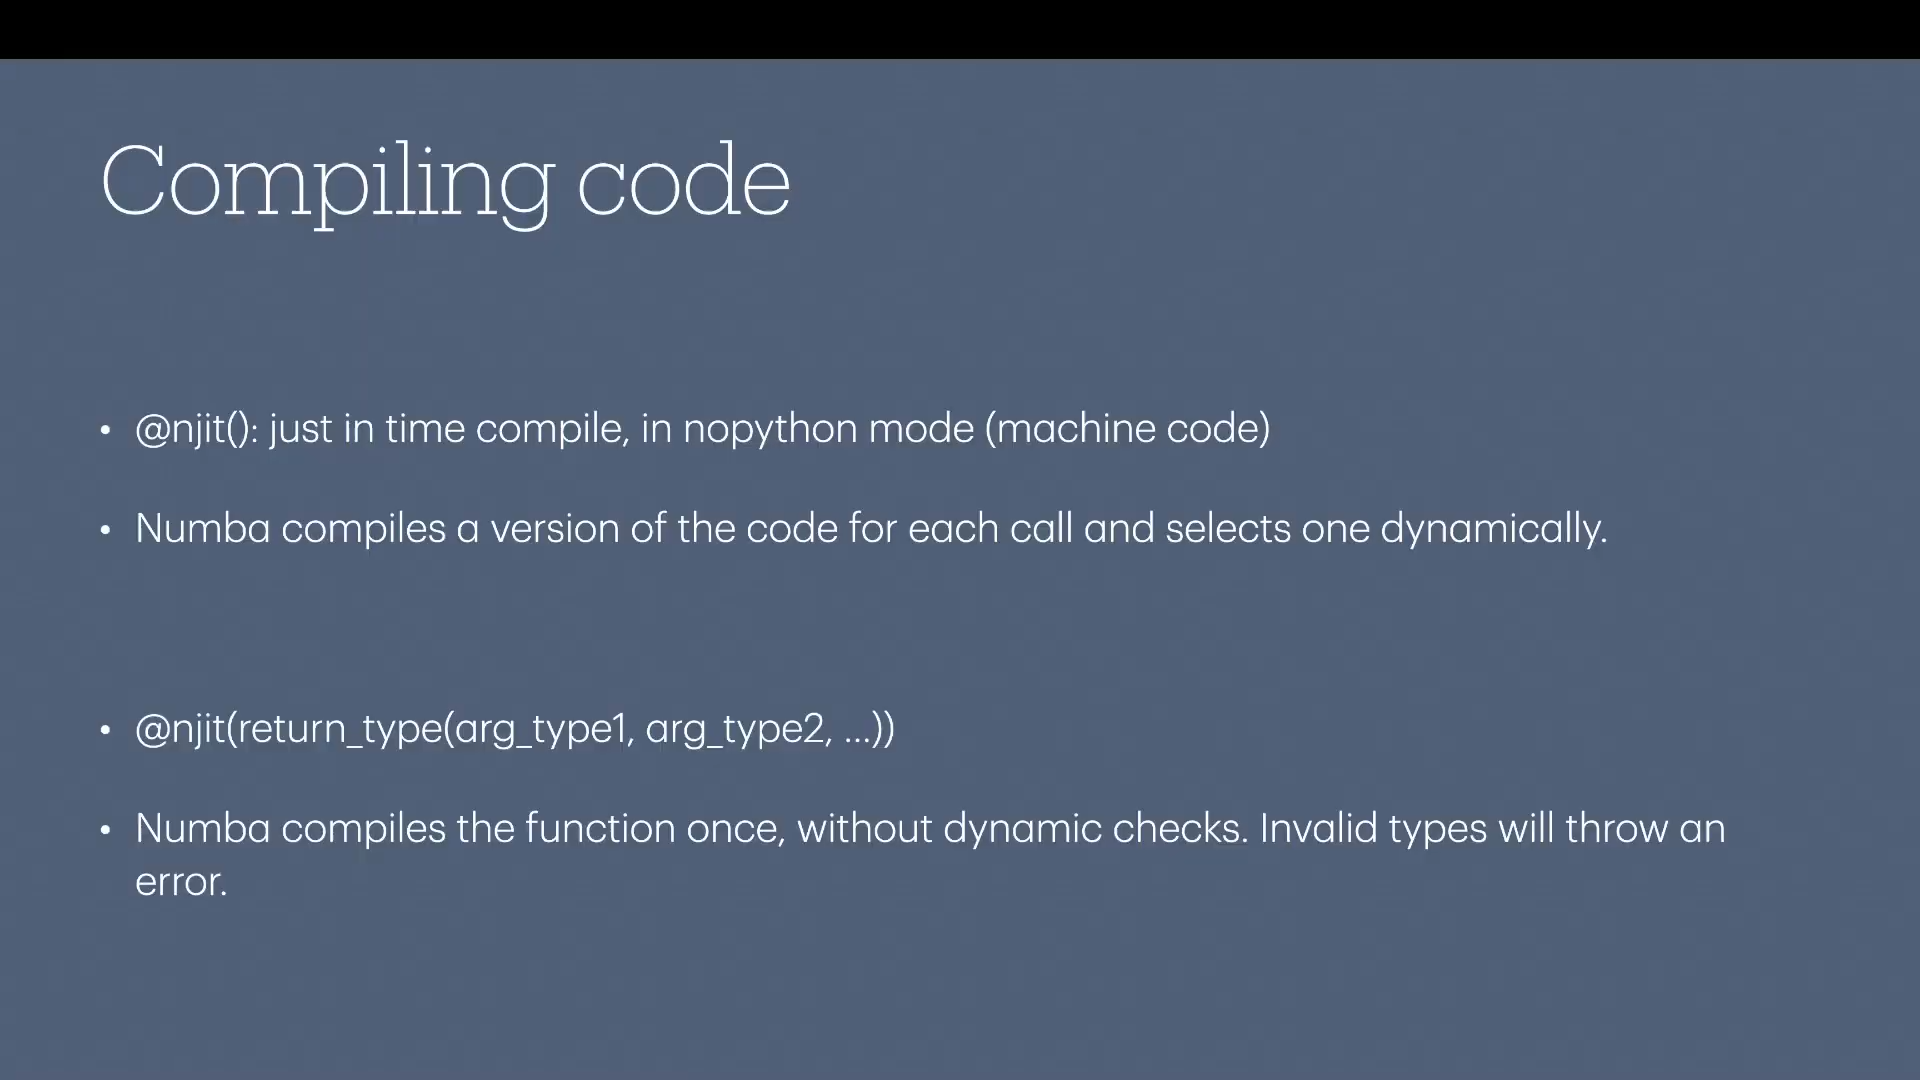 Compiling code
• @njit(): just in time compile, in nopython mode (machine code)
• Numba compiles a version of the code for each call and selects one dynamically.
• @njit(return_type(arg_type1, arg_type2, ...))
• Numba compiles the function once, without dynamic checks. Invalid types will throw an
error.